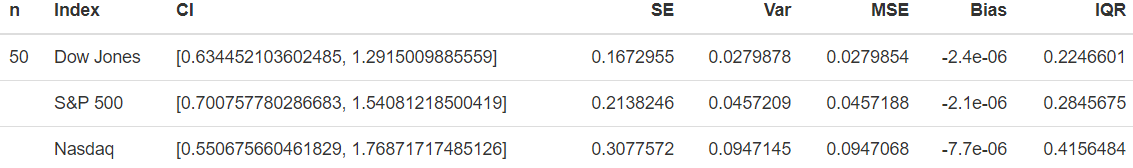 n Index CI SE Var MSE Bias IQR
50 Dow Jones [0.634452103602485, 1.2915009885559] 0.1672955 0.0279878 0.0279854 -2.4e-06 0.2246601
S&P 500 [0.700757780286683, 1.54081218500419] 0.2138246 0.0457209 0.0457188 -2.1e-06 0.2845675
Nasdaq [0.550675660461829, 1.76871717485126] 0.3077572 0.0947145 0.0947068 -7.7e-06 0.4156484